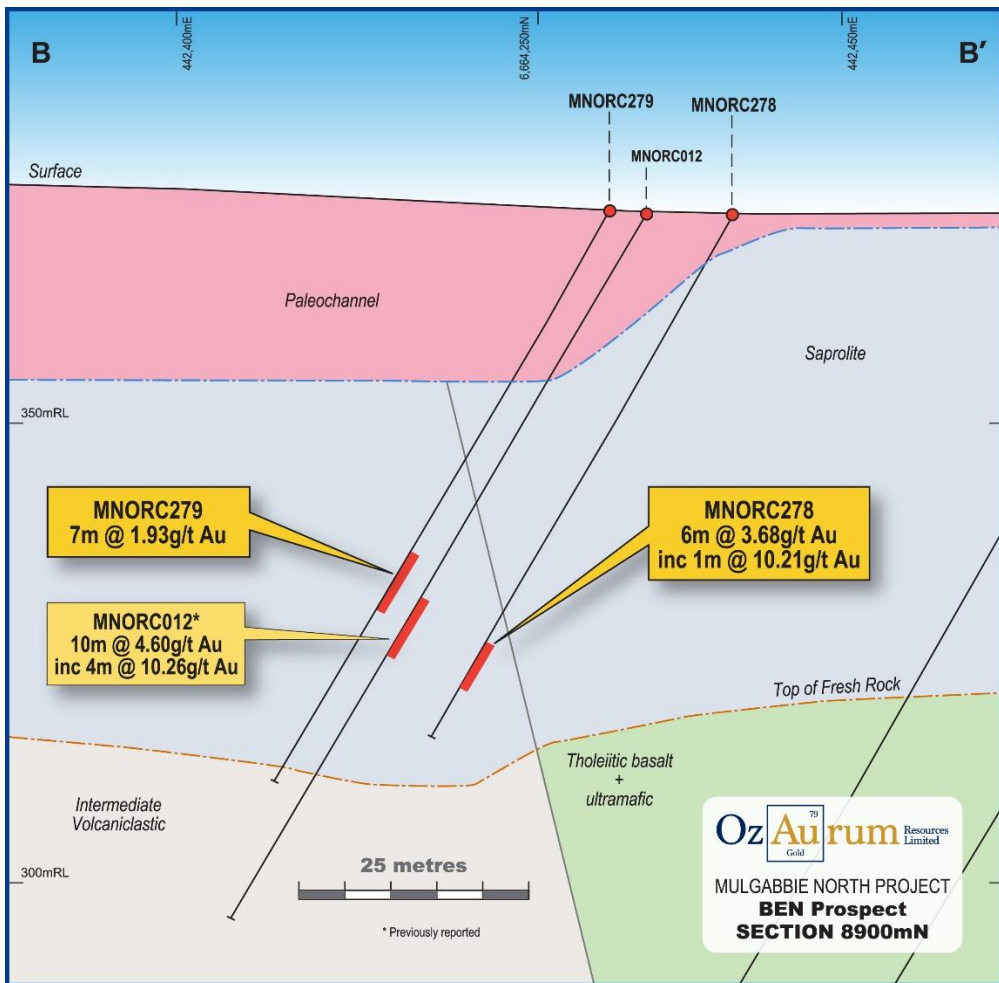 B
442,400mE
6,664,250mN
442,450mE
B'
MNORC279
MNORC278
MNORC012
Surface
Paleochannel
Saprolite
350mRL
MNORC279
7m @ 1.93g/t Au
MNORC278
6m @ 3.68g/t Au
inc 1m @ 10.21g/t Au
MNORC012*
10m @ 4.60g/t Au
inc 4m @ 10.26g/t Au
Top of Fresh Rock
Tholeiitic basalt
+
ultramafic
Intermediate
Volcaniclastic
25 metres
300mRL
* Previously reported
79
Oz Aurum Resources
Limited
Gold
MULGABBIE NORTH PROJECT
BEN Prospect
SECTION 8900mN